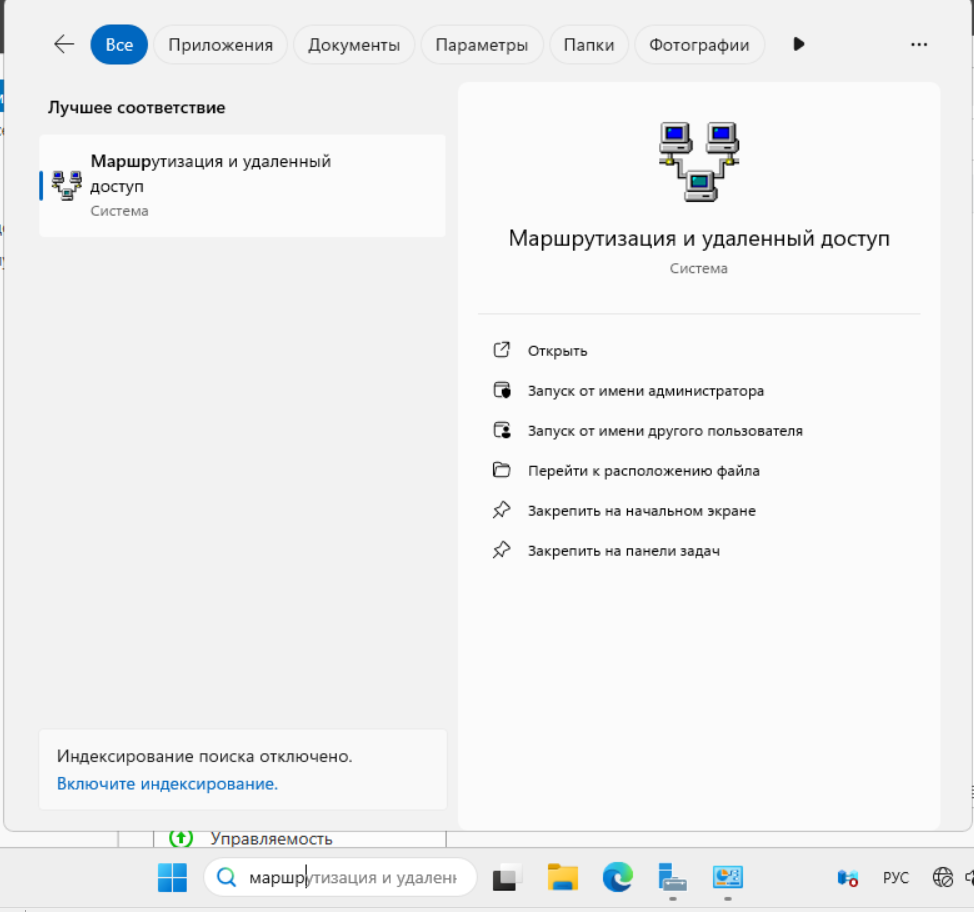 Все
Приложения
Документы
Параметры
Папки
Фотографии
Лучшее соответствие
Маршрутизация и удаленный
доступ
Система
Маршрутизация и удаленный доступ
Система
Открыть
Запуск от имени администратора
Запуск от имени другого пользователя
Перейти к расположению файла
Закрепить на начальном экране
Закрепить на панели задач
Индексирование поиска отключено.
Включите индексирование.
Управляемость
маршрутизация и удален
РУС